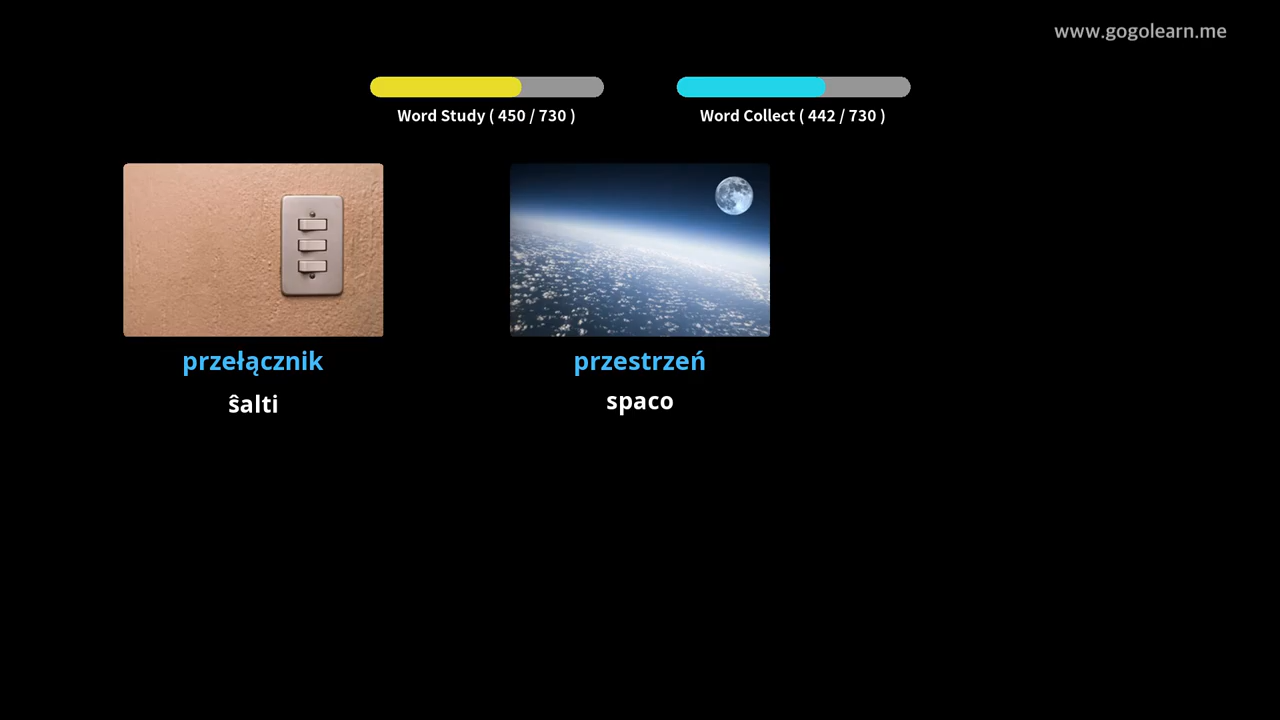 www.gogolearn.me
Word Study ( 450 / 730 )
Word Collect ( 442 / 730 )
przełącznik
ŝalti
przestrzeń
spaco